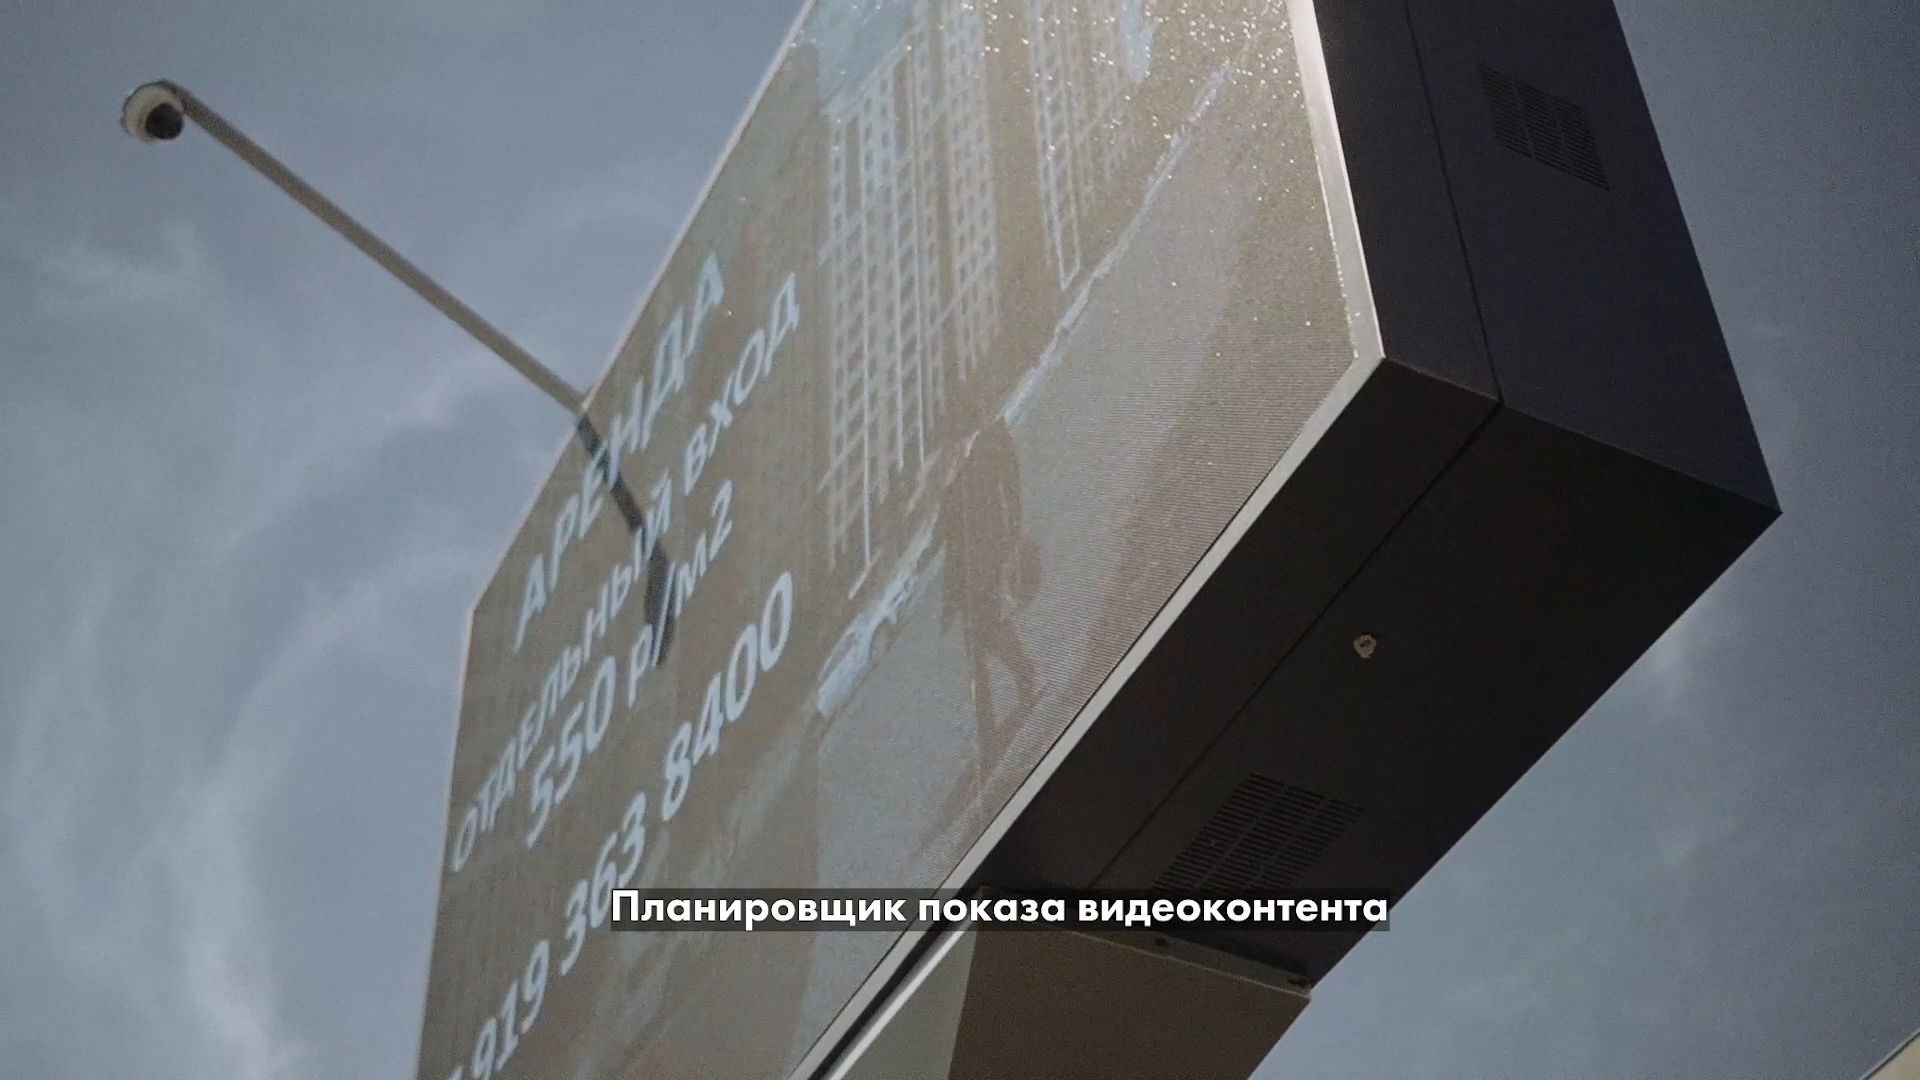 АРЕНДА
ОТДЕЛЬНЫЙ ВХОД
550 р/м2
919 363 8400
Планировщик показа видеоконтента